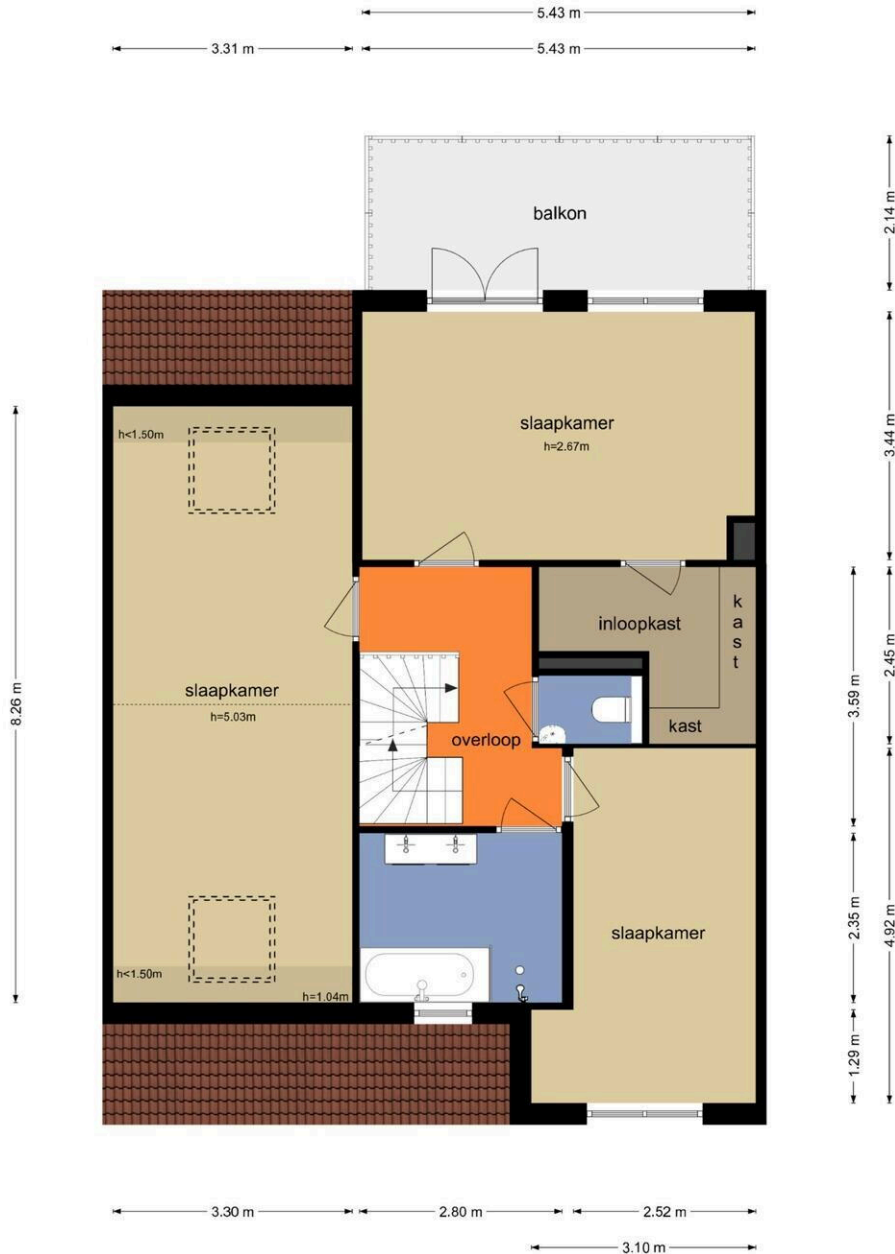 5.43 m
3.31 m
5.43 m
2.14 m
balkon
3.44 m
slaapkamer
h=2.67m
h<1.50m
8.26 m
slaapkamer
h=5.03m
inloopkast
kast
kast
overloop
3.59 m
2.45 m
slaapkamer
2.35 m
4.92 m
h<1.50m
h=1.04m
1.29 m
3.30 m
2.80 m
2.52 m
3.10 m